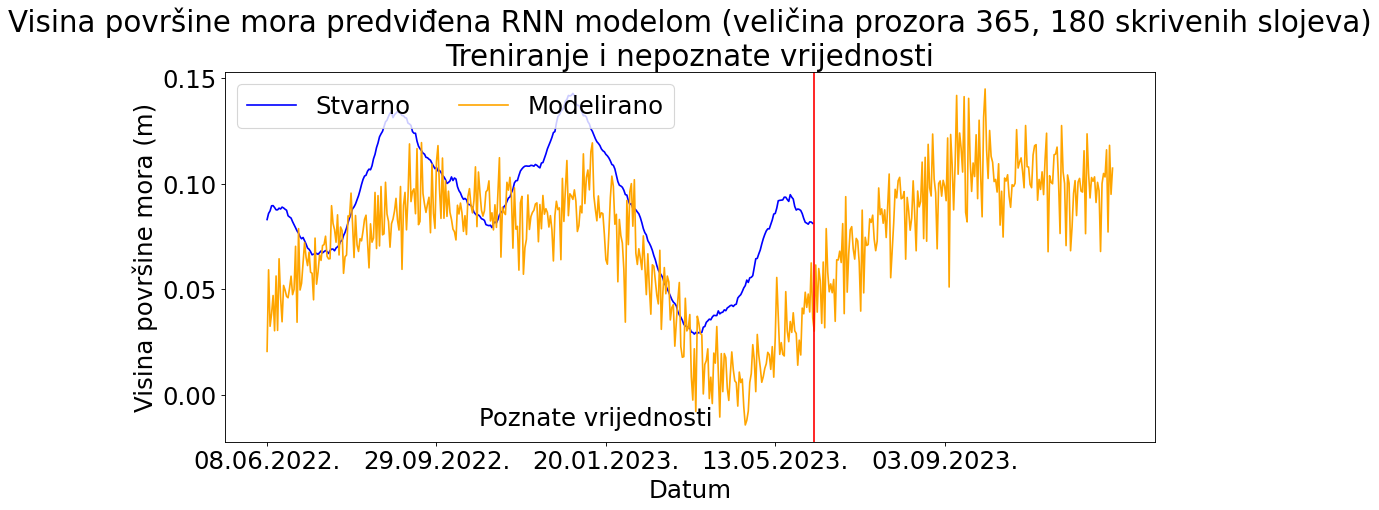 Visina površine mora predviđena RNN modelom (veličina prozora 365, 180 skrivenih slojeva)
Treniranje i nepoznate vrijednosti
Stvarno Modelirano
Visina površine mora (m)
0.15
0.10
0.05
0.00
Poznate vrijednosti
08.06.2022. 29.09.2022. 20.01.2023. 13.05.2023. 03.09.2023.
Datum